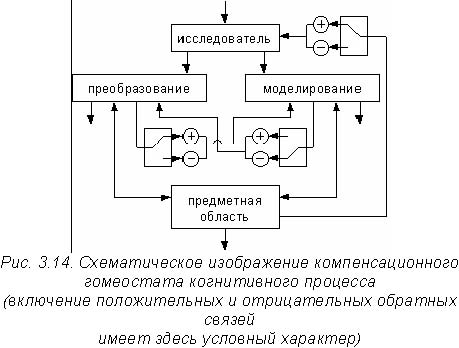 исследователь
+
−
преобразование
моделирование
+
−
+
−
предметная
область
Рис. 3.14. Схематическое изображение компенсационного
гомеостата когнитивного процесса
(включение положительных и отрицательных обратных
связей
имеет здесь условный характер)